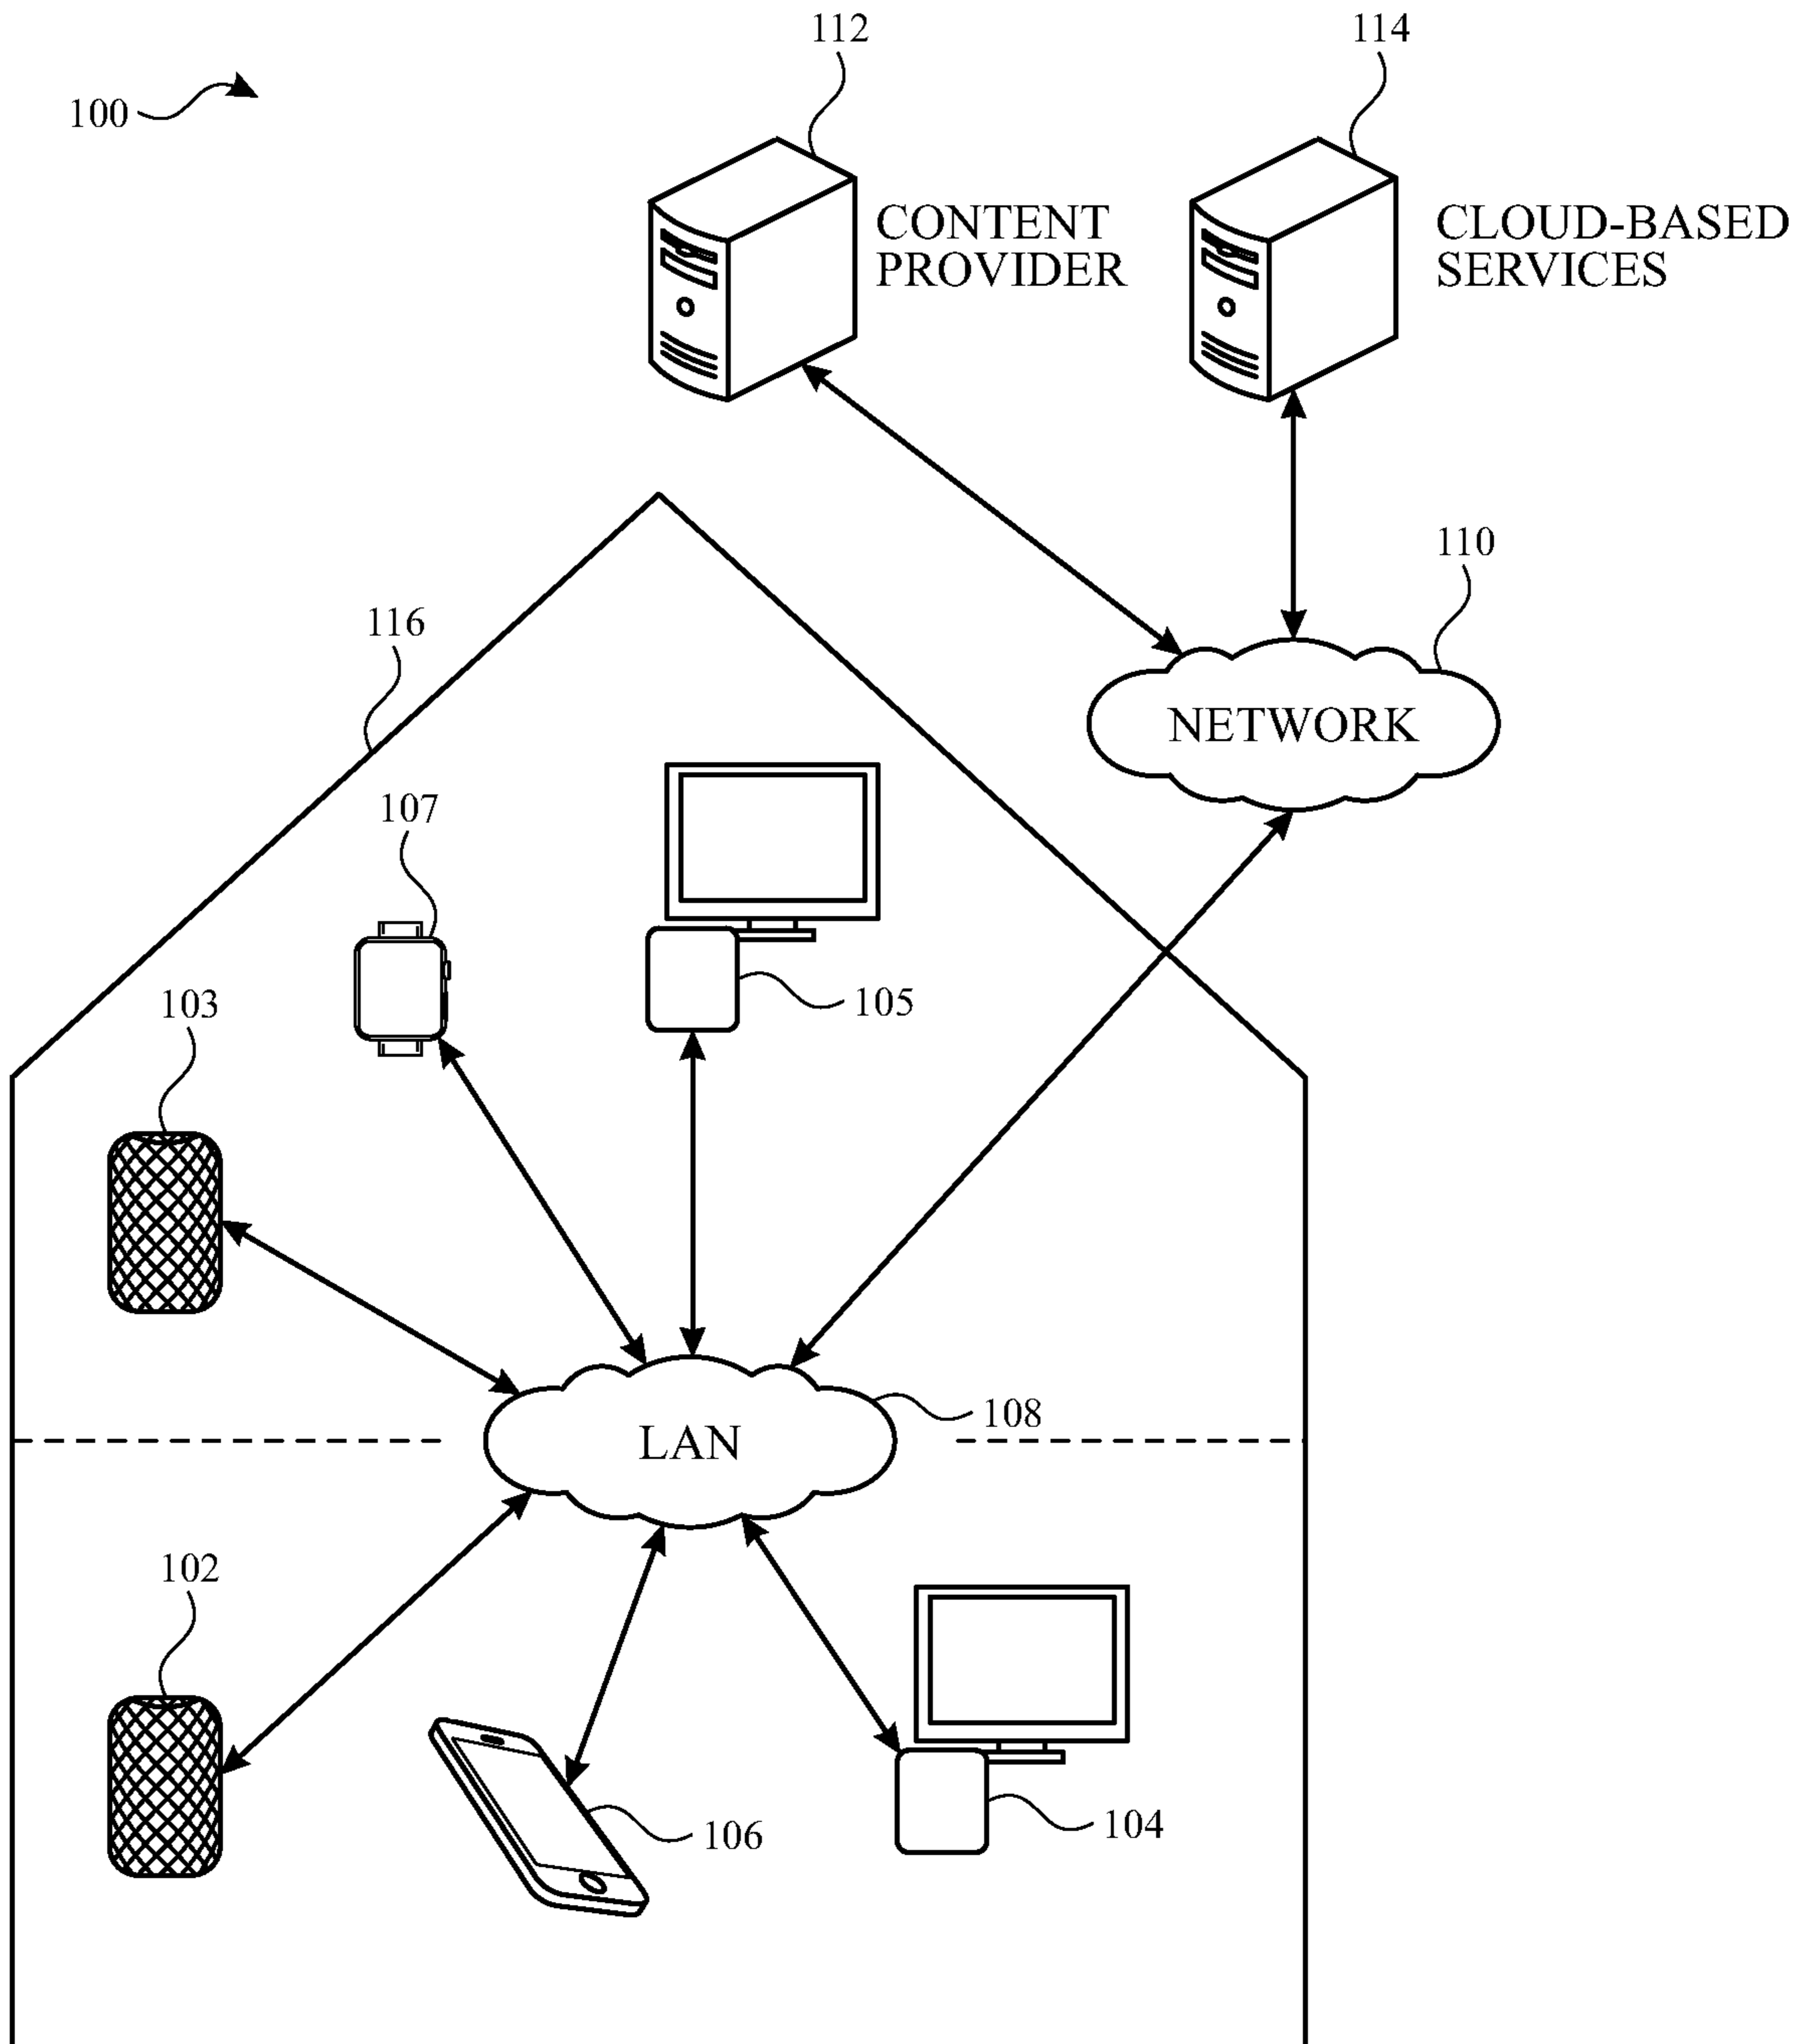 112
114
100
CONTENT
PROVIDER
CLOUD-BASED
SERVICES
110
116
NETWORK
107
103
105
108
LAN
102
106
104